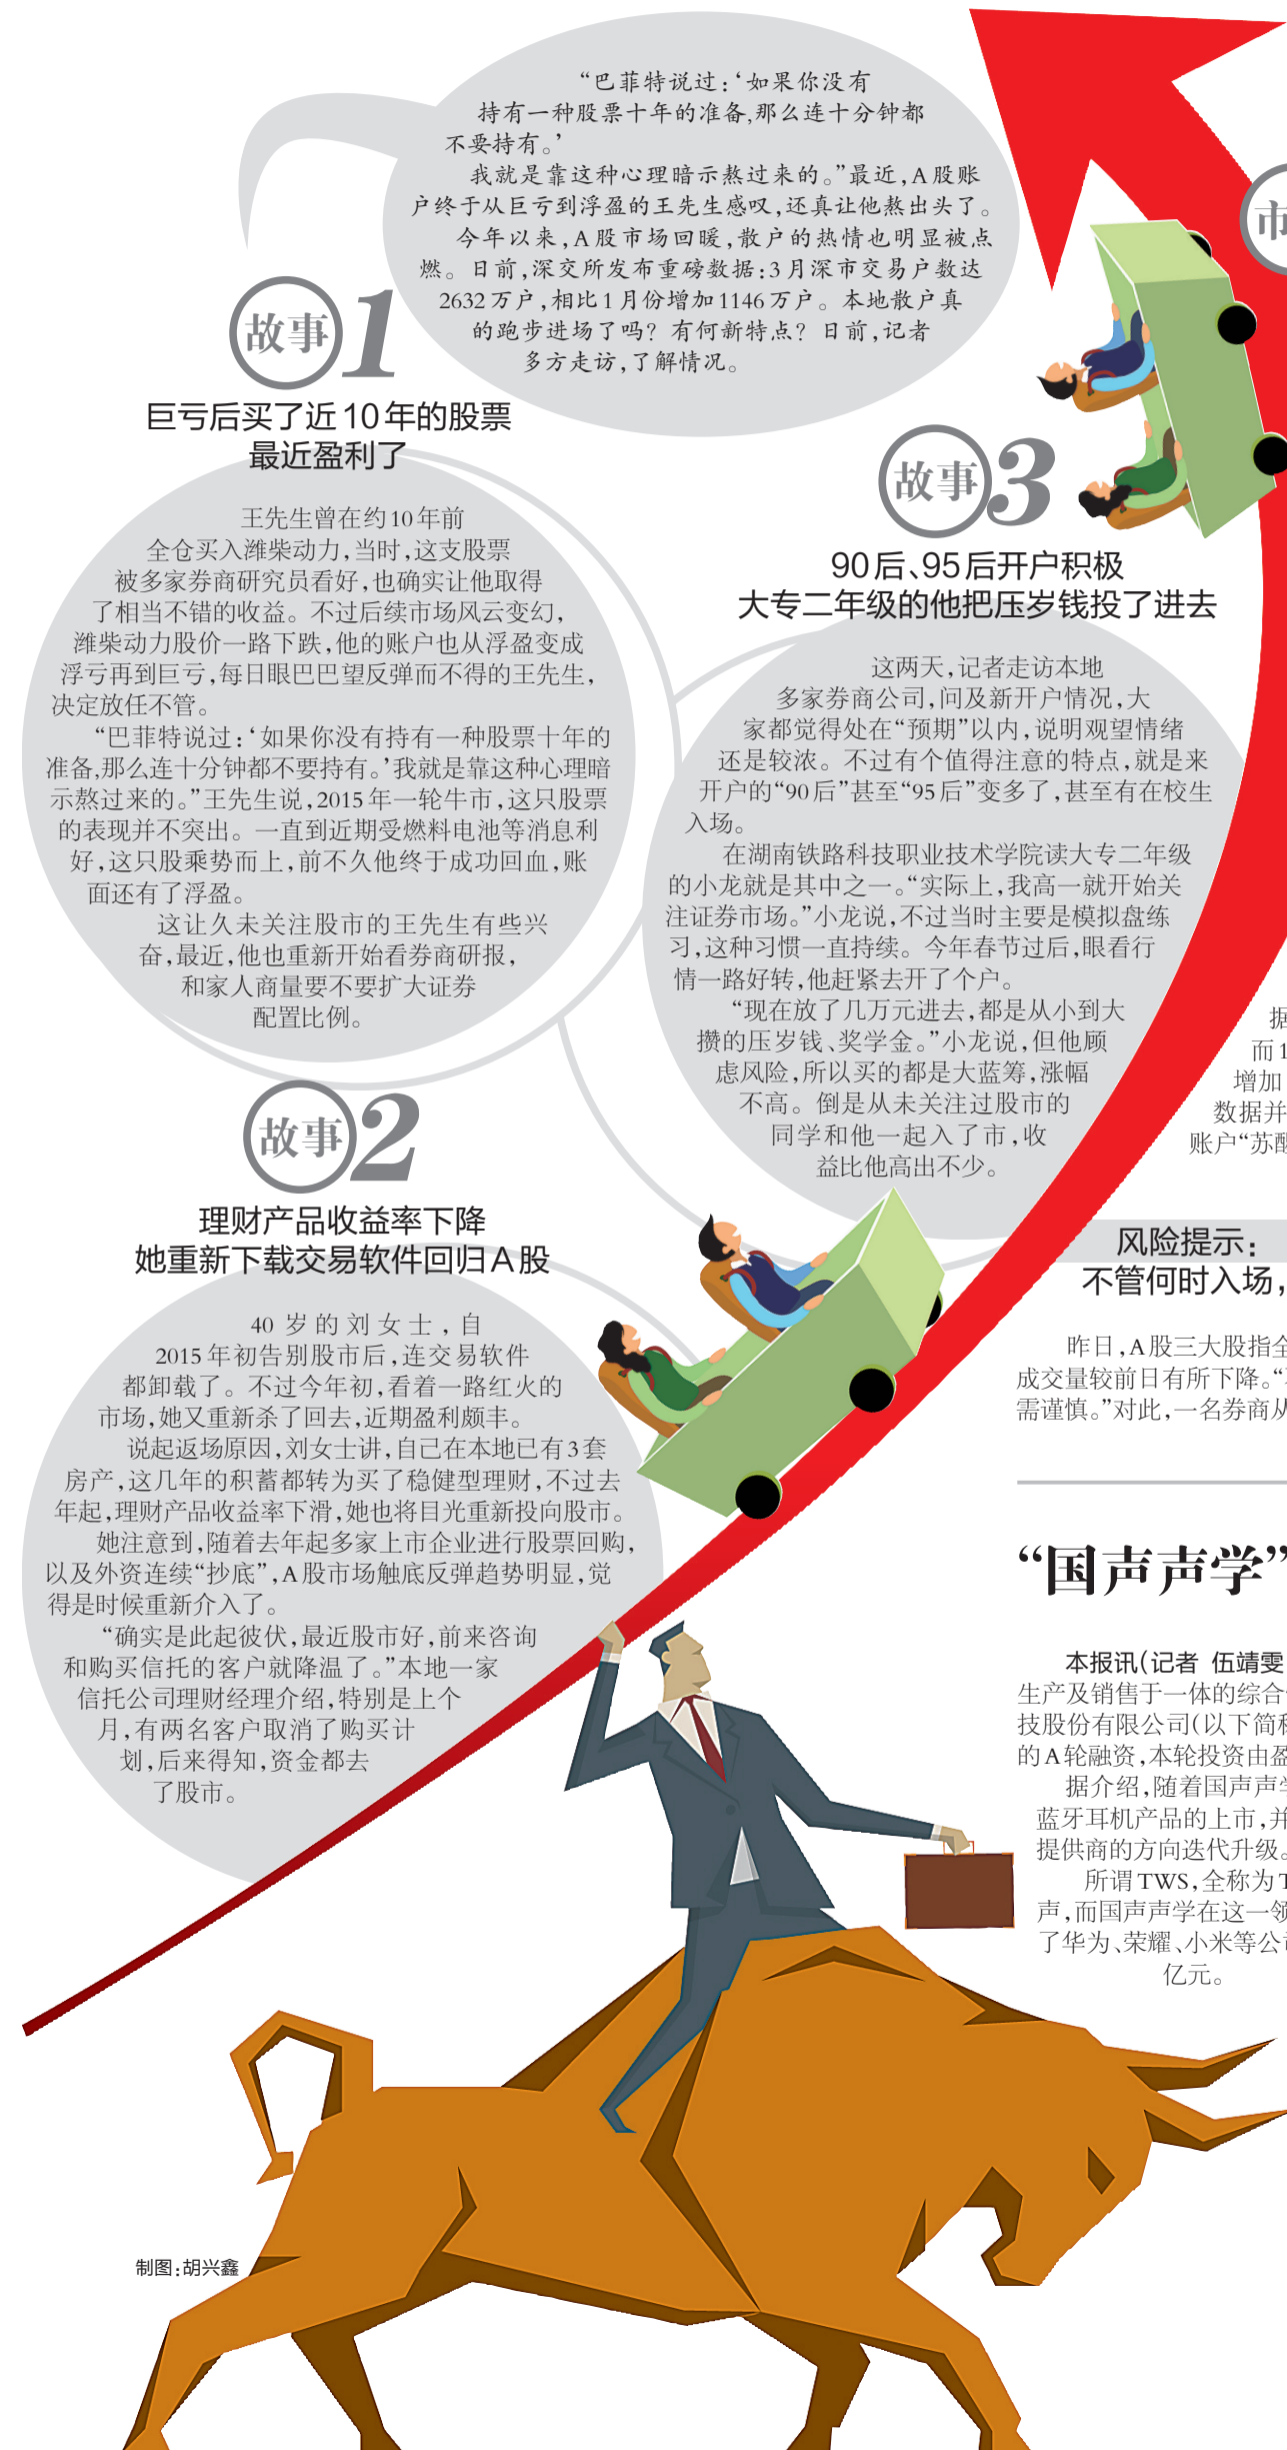 “巴菲特说过:‘如果你没有
持有一种股票十年的准备,那么连十分钟都
不要持有。’
我就是靠这种心理暗示熬过来的。”最近,A股账
户终于从巨亏到浮盈的王先生感叹,还真让他熬出头了。
今年以来,A股市场回暖,散户的热情也明显被点
燃。日前,深交所发布重磅数据:3月深市交易户数达
2632万户,相比1月份增加1146万户。本地散户真
的跑步进场了吗?有何新特点?日前,记者
多方走访,了解情况。
故事1
巨亏后买了近10年的股票
最近盈利了
王先生曾在约10年前
全仓买入潍柴动力,当时,这支股票
被多家券商研究员看好,也确实让他取得
了相当不错的收益。不过后续市场风云变幻,
潍柴动力股价一路下跌,他的账户也从浮盈变成
浮亏再到巨亏,每日眼巴巴望反弹而不得的王先生,
决定放任不管。
“巴菲特说过:‘如果你没有持有一种股票十年的
准备,那么连十分钟都不要持有。’我就是靠这种心理暗
示熬过来的。”王先生说,2015年一轮牛市,这只股票
的表现并不突出。一直到近期受燃料电池等消息利
好,这只股乘势而上,前不久他终于成功回血,账
面还有了浮盈。
这让久未关注股市的王先生有些兴
奋,最近,他也重新开始看券商研报,
和家人商量要不要扩大证券
配置比例。
故事2
理财产品收益率下降
她重新下载交易软件回归A股
40岁的刘女士,自
2015年初告别股市后,连交易软件
都卸载了。不过今年初,看着一路红火的
市场,她又重新杀了回去,近期盈利颇丰。
说起返场原因,刘女士讲,自己在本地已有3套
房产,这几年的积蓄都转为买了稳健型理财,不过去
年起,理财产品收益率下滑,她也将目光重新投向股市。
她注意到,随着去年起多家上市企业进行股票回购,
以及外资连续“抄底”,A股市场触底反弹趋势明显,觉
得是时候重新介入了。
“确实是此起彼伏,最近股市好,前来咨询
和购买信托的客户就降温了。”本地一家
信托公司理财经理介绍,特别是上个
月,有两名客户取消了购买计
划,后来得知,资金都去
了股市。
故事3
90后、95后开户积极
大专二年级的他把压岁钱投了进去
这两天,记者走访本地
多家券商公司,问及新开户情况,大
家都觉得处在“预期”以内,说明观望情绪
还是较浓。不过有个值得注意的特点,就是来
开户的“90后”甚至“95后”变多了,甚至有在校生
入场。
在湖南铁路科技职业技术学院读大专二年级
的小龙就是其中之一。“实际上,我高一就开始关
注证券市场。”小龙说,不过当时主要是模拟盘练
习,这种习惯一直持续。今年春节过后,眼看行
情一路好转,他赶紧去开了个户。
“现在放了几万元进去,都是从小到大
攒的压岁钱、奖学金。”小龙说,但他顾
虑风险,所以买的都是大蓝筹,涨幅
不高。倒是从未关注过股市的
同学和他一起入了市,收
益比他高出不少。
市
据
而1
增加
数据并
账户“苏醒
风险提示:
不管何时入场,
昨日,A股三大股指全
成交量较前日有所下降。“
需谨慎。”对此,一名券商从
“国声声学”
本报讯(记者 伍靖雯
生产及销售于一体的综合
技股份有限公司(以下简称
的A轮融资,本轮投资由盈
据介绍,随着国声声学
蓝牙耳机产品的上市,并
提供商的方向迭代升级。
所谓TWS,全称为T
声,而国声声学在这一领
了华为、荣耀、小米等公司
亿元。
制图:胡兴鑫